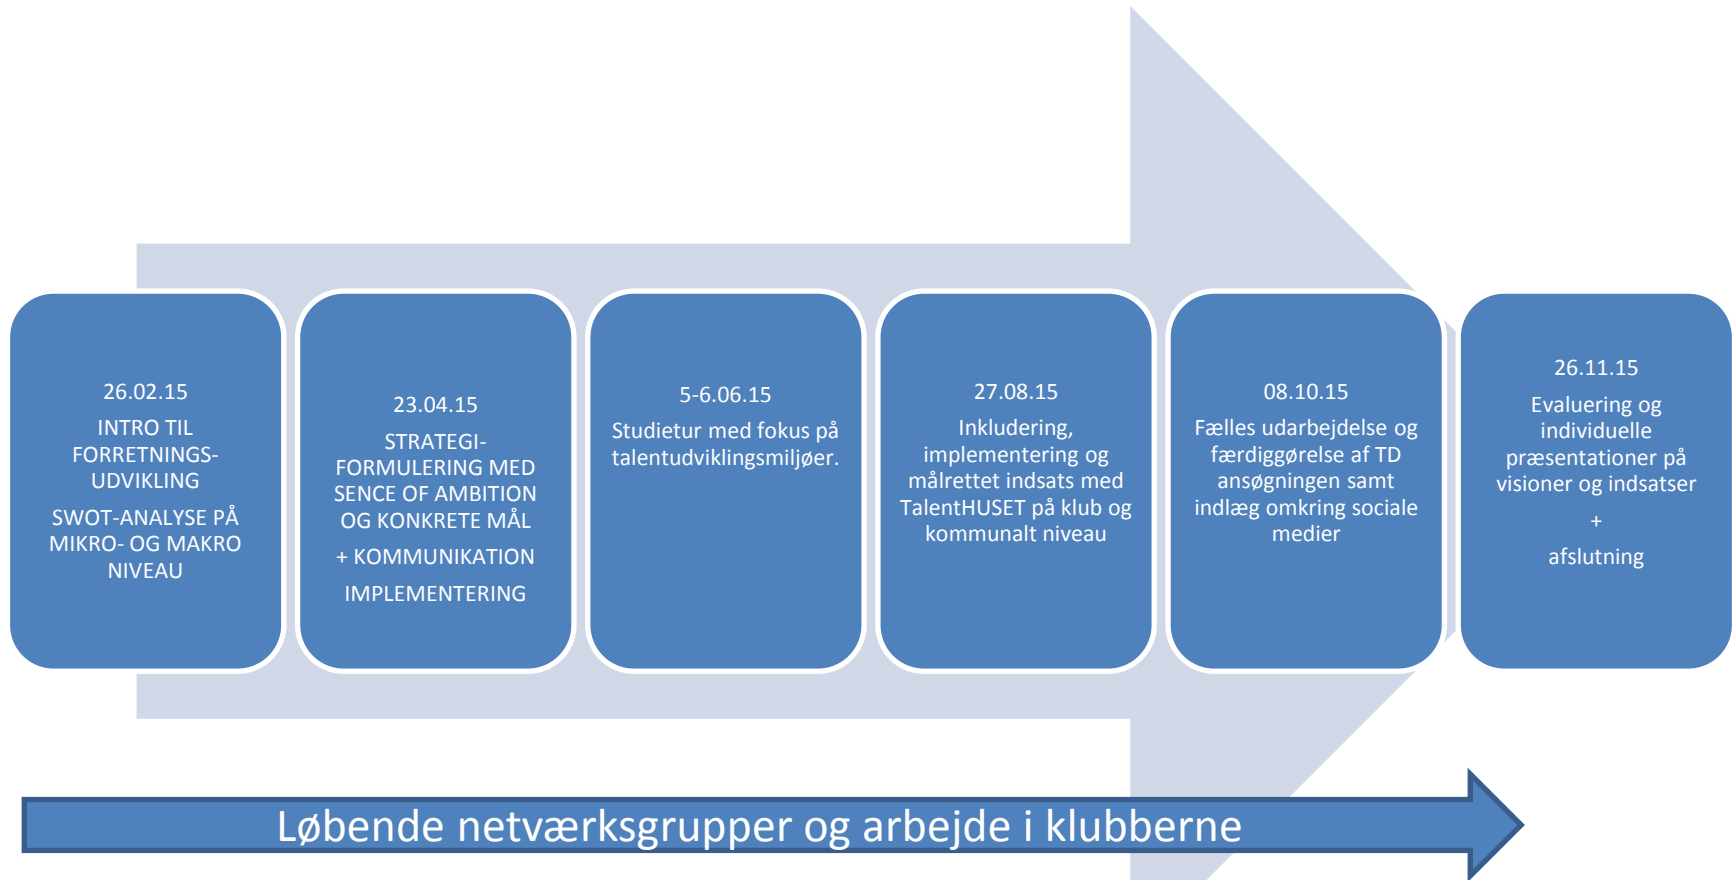 26.02.15
INTRO TIL
FORRETNINGS-
UDVIKLING
SWOT-ANALYSE PÅ
MIKRO- OG MAKRO
NIVEAU
23.04.15
STRATEGI-
FORMULERING MED
SENCE OF AMBITION
OG KONKRETE MÅL
+ KOMMUNIKATION
IMPLEMENTERING
5-6.06.15
Studietur med fokus på
talentudviklingsmiljøer.
27.08.15
Inkludering,
implementering og
målrettet indsats med
TalentHUSET på klub og
kommunalt niveau
08.10.15
Fælles udarbejdelse og
færdiggørelse af TD
ansøgningen samt
indlæg omkring sociale
medier
26.11.15
Evaluering og
individuelle
præsentationer på
visioner og indsatser
+
afslutning
Løbende netværksgrupper og arbejde i klubberne